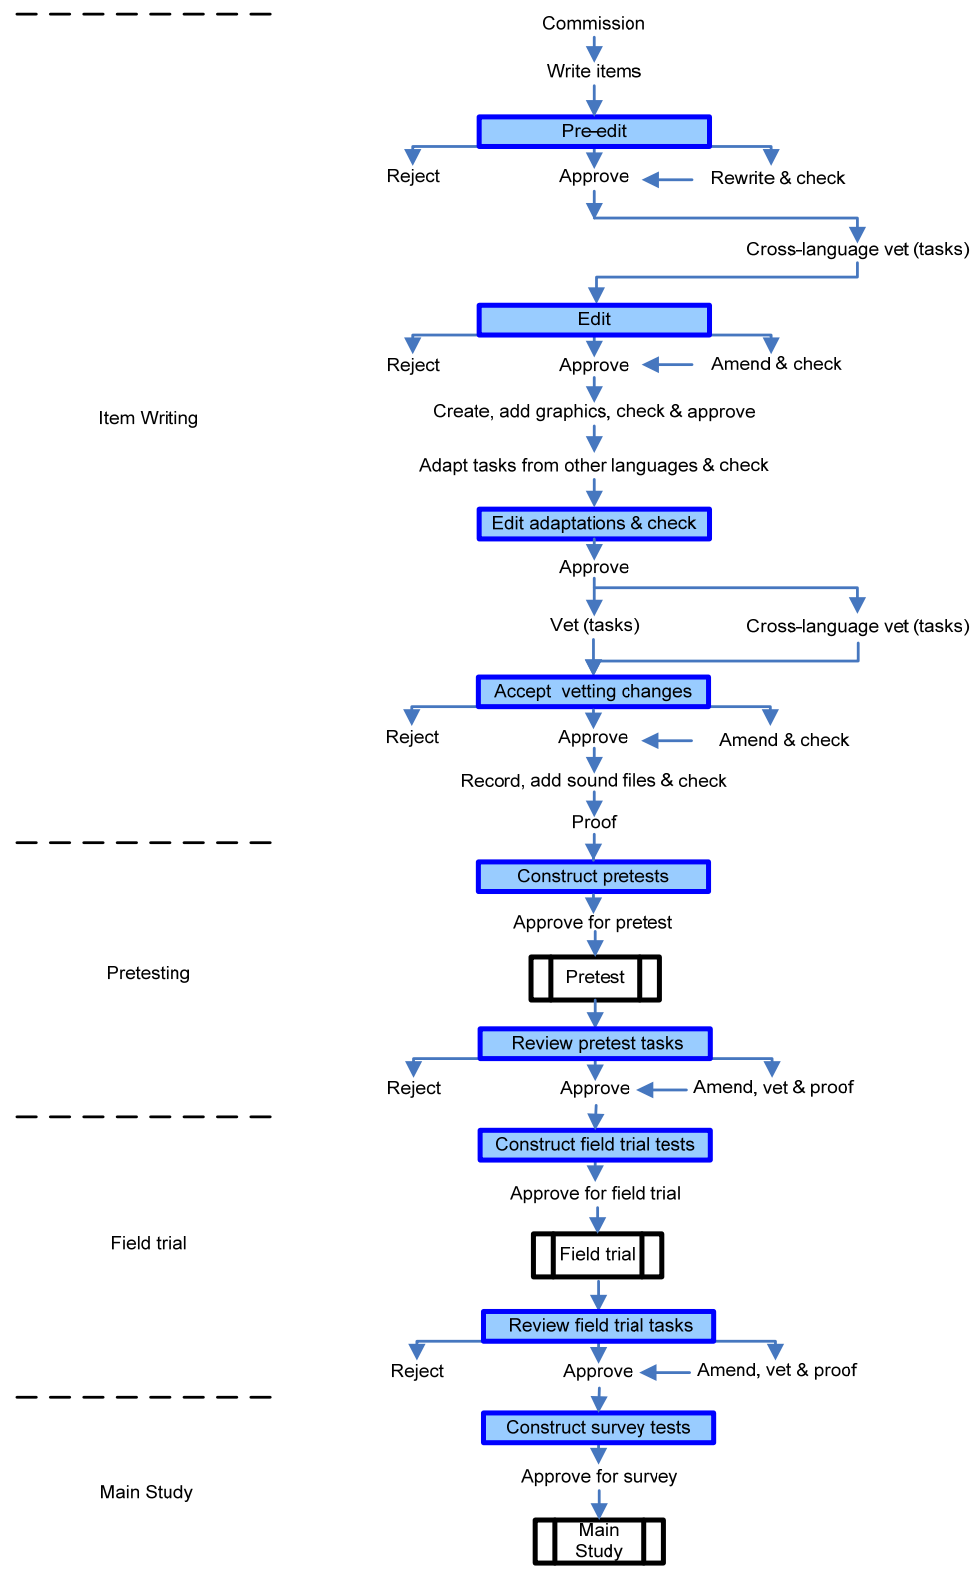 Commission
Write items
Pre-edit
Reject
Approve
Rewrite & check
Cross-language vet (tasks)
Edit
Reject
Approve
Amend & check
Item Writing
Create, add graphics, check & approve
Adapt tasks from other languages & check
Edit adaptations & check
Approve
Vet (tasks)
Cross-language vet (tasks)
Accept vetting changes
Reject
Approve
Amend & check
Record, add sound files & check
Proof
Construct pretests
Approve for pretest
Pretesting
Pretest
Review pretest tasks
Reject
Approve
Amend, vet & proof
Construct field trial tests
Approve for field trial
Field trial
Field trial
Review field trial tasks
Reject
Approve
Amend, vet & proof
Construct survey tests
Approve for survey
Main Study
Main
Study